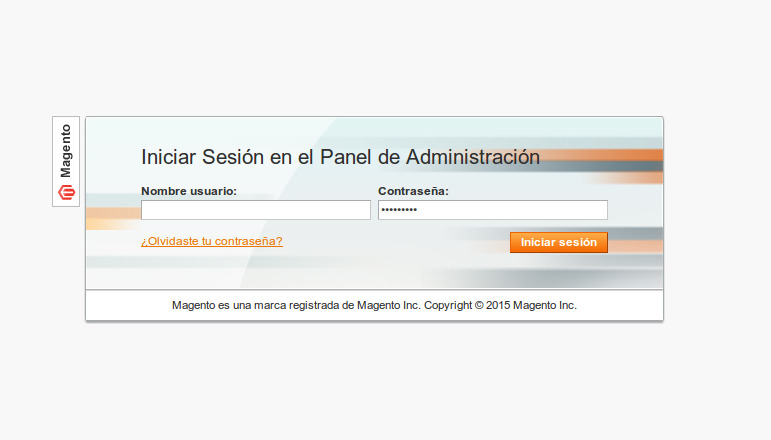 Magento
Iniciar Sesión en el Panel de Administración
Nombre usuario: Contraseña:
•••••••••
¿Olvidaste tu contraseña? Iniciar sesión
Magento es una marca registrada de Magento Inc. Copyright © 2015 Magento Inc.